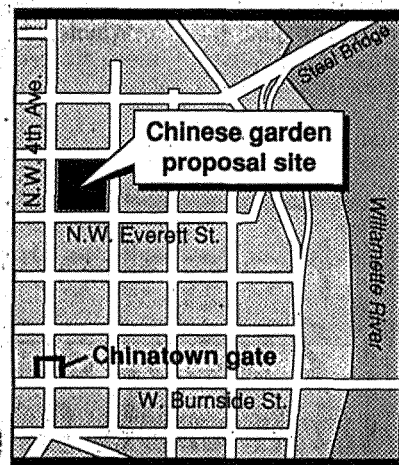 Steel Bridge
N.W. 4th Ave.
Chinese garden
proposal site
N.W. Everett St.
Willamette River
Chinatown gate
W. Burnside St.